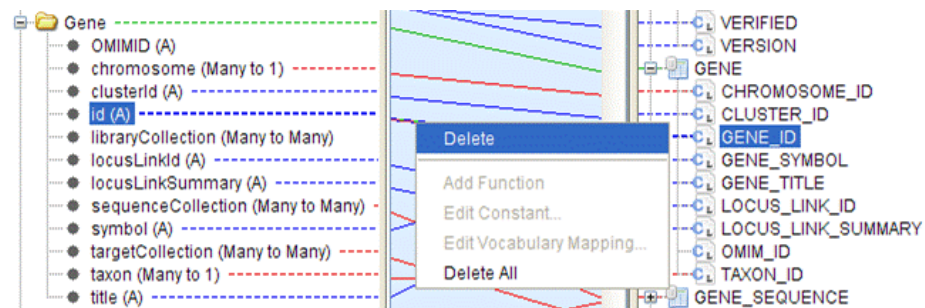 Gene
OMIMID (A)
chromosome (Many to 1)
clusterId (A)
id (A)
libraryCollection (Many to Many)
locusLinkId (A)
locusLinkSummary (A)
sequenceCollection (Many to Many)
symbol (A)
targetCollection (Many to Many)
taxon (Many to 1)
title (A)
Delete
Add Function
Edit Constant...
Edit Vocabulary Mapping...
Delete All
VERIFIED
VERSION
GENE
CHROMOSOME_ID
CLUSTER_ID
GENE_ID
GENE_SYMBOL
GENE_TITLE
LOCUS_LINK_ID
LOCUS_LINK_SUMMARY
OMIM_ID
TAXON_ID
GENE_SEQUENCE